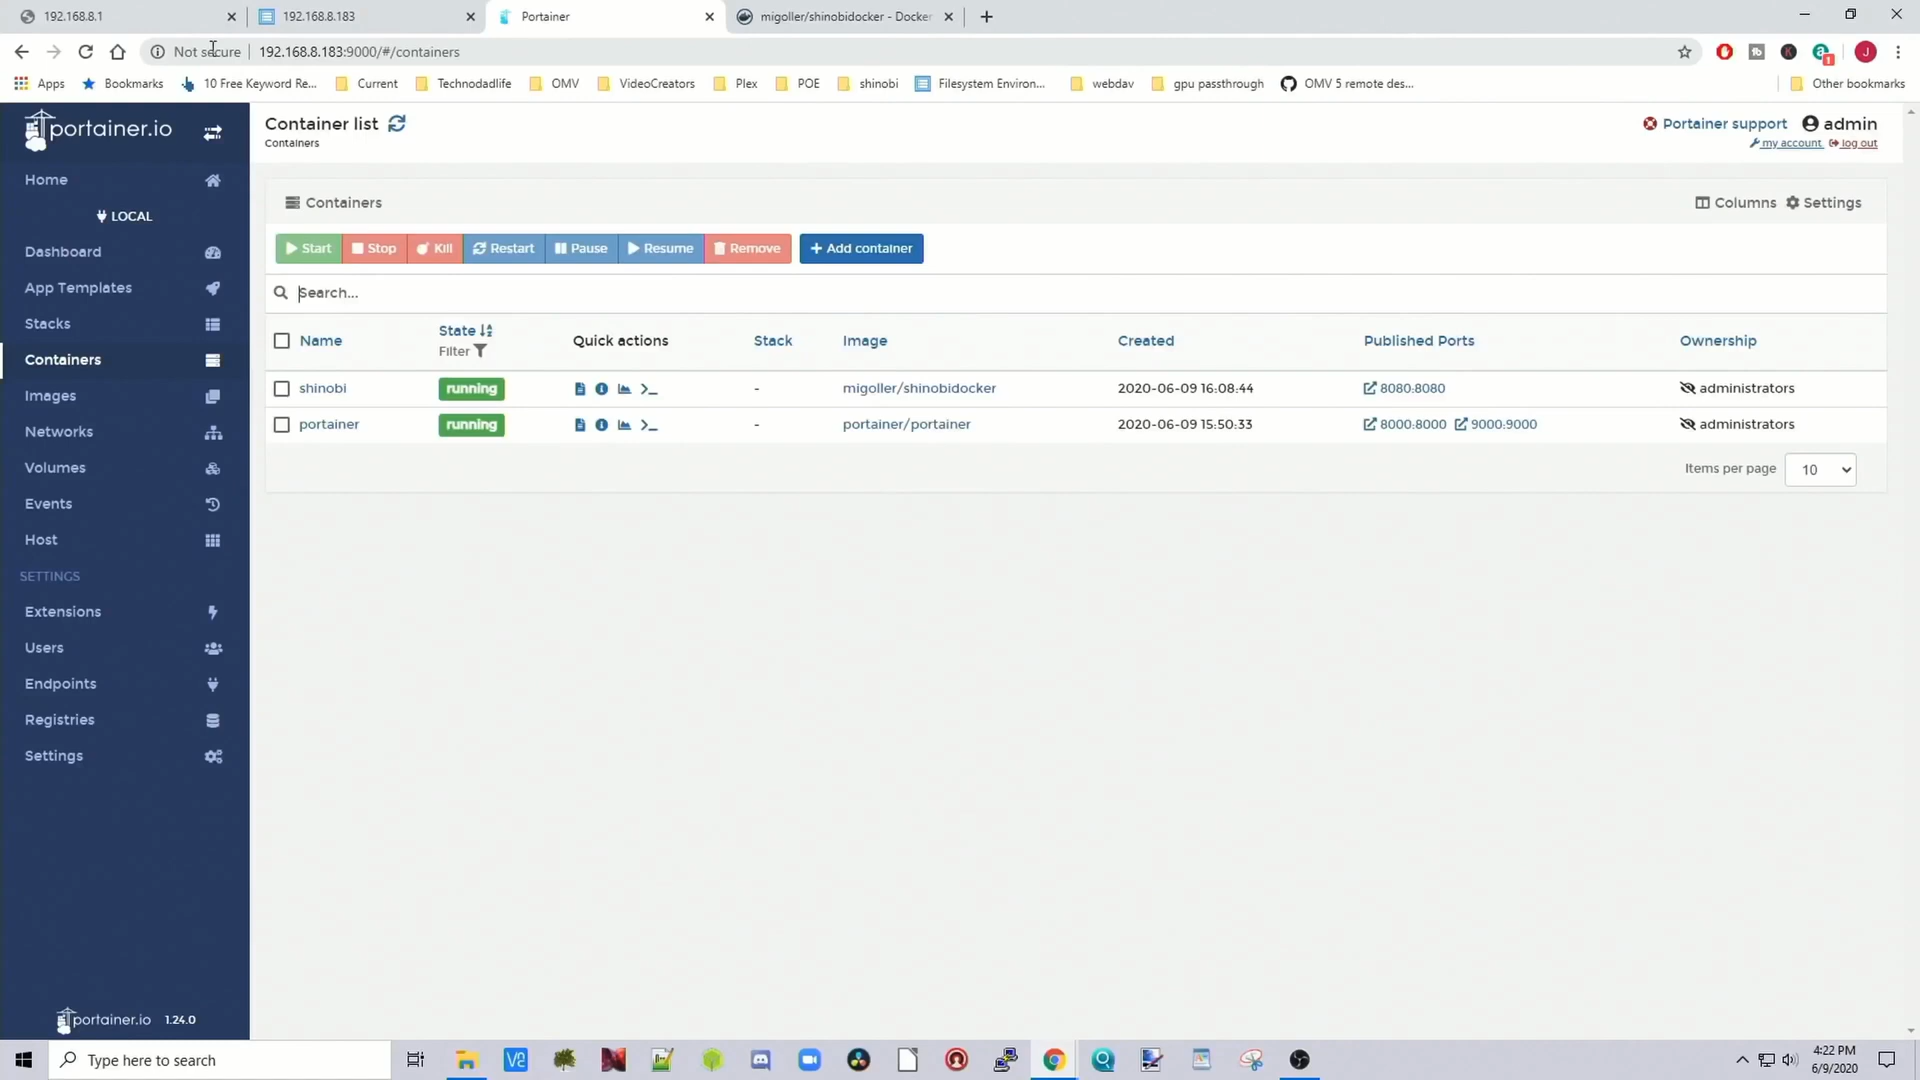 192.168.8.1
192.168.8.183
Portainer
migoller/shinobidocker - Docker
Not secure
192.168.8.183:9000/#/containers
Apps
Bookmarks
10 Free Keyword Re...
Current
Technodadlife
OMV
VideoCreators
Plex
POE
shinobi
Filesystem Environ...
webdav
gpu passthrough
OMV 5 remote des...
Other bookmarks
portainer.io
Container list
Containers
Portainer support
admin
my account
log out
Home
LOCAL
Dashboard
App Templates
Stacks
Containers
Images
Networks
Volumes
Events
Host
SETTINGS
Extensions
Users
Endpoints
Registries
Settings
portainer.io 1.24.0
Containers
Columns
Settings
Start
Stop
Kill
Restart
Pause
Resume
Remove
+ Add container
Search...
Name State Quick actions Stack Image Created Published Ports Ownership
Filter
shinobi running - migoller/shinobidocker 2020-06-09 16:08:44 8080:8080 administrators
portainer running - portainer/portainer 2020-06-09 15:50:33 8000:8000 9000:9000 administrators
Items per page 10
Type here to search
4:22 PM
6/9/2020